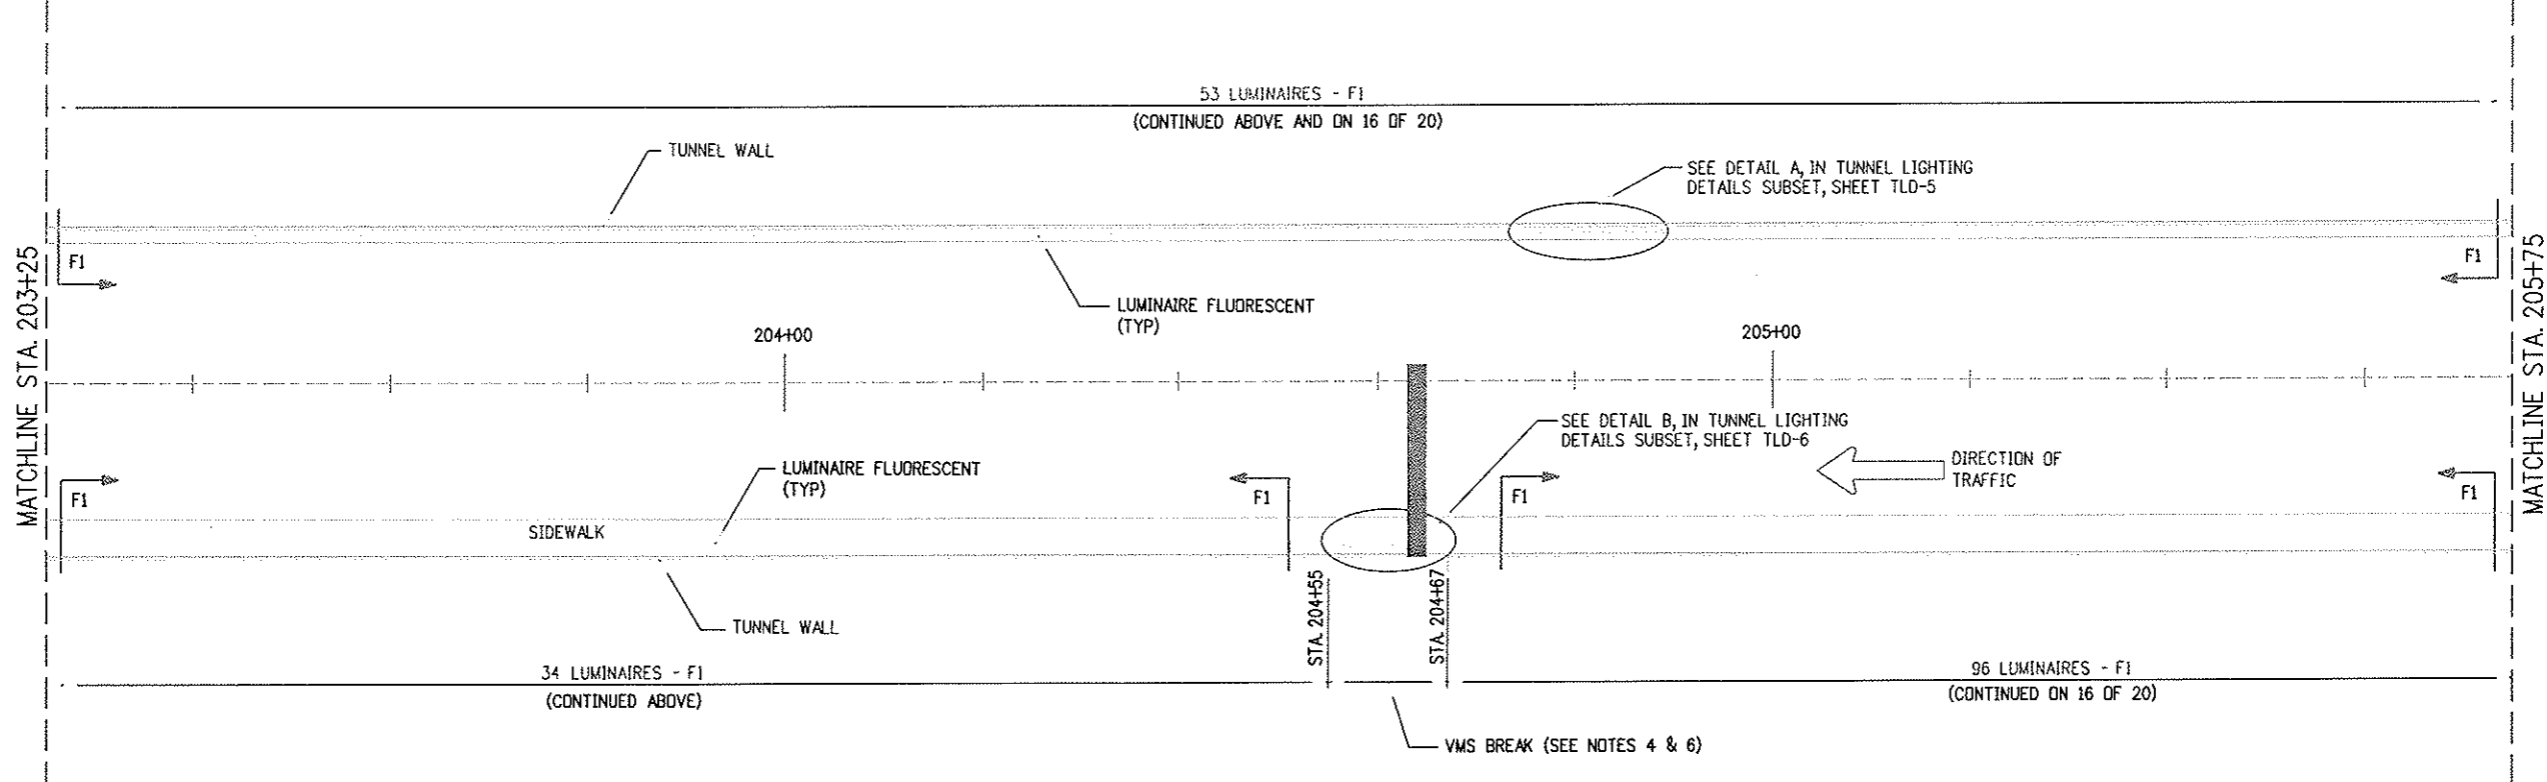 53 LUMINAIRES - F1
(CONTINUED ABOVE AND ON 16 OF 20)
TUNNEL WALL
SEE DETAIL A, IN TUNNEL LIGHTING
DETAILS SUBSET, SHEET TLD-5
MATCHLINE STA. 203+25
F1
F1
MATCHLINE STA. 205+75
LUMINAIRE FLUORESCENT
(TYP)
204+00
205+00
SEE DETAIL B, IN TUNNEL LIGHTING
DETAILS SUBSET, SHEET TLD-6
LUMINAIRE FLUORESCENT
(TYP)
DIRECTION OF
TRAFFIC
F1
F1
F1
F1
SIDEWALK
STA. 204+55
STA. 204+67
TUNNEL WALL
34 LUMINAIRES - F1
(CONTINUED ABOVE)
96 LUMINAIRES - F1
(CONTINUED ON 16 OF 20)
VMS BREAK (SEE NOTES 4 & 6)